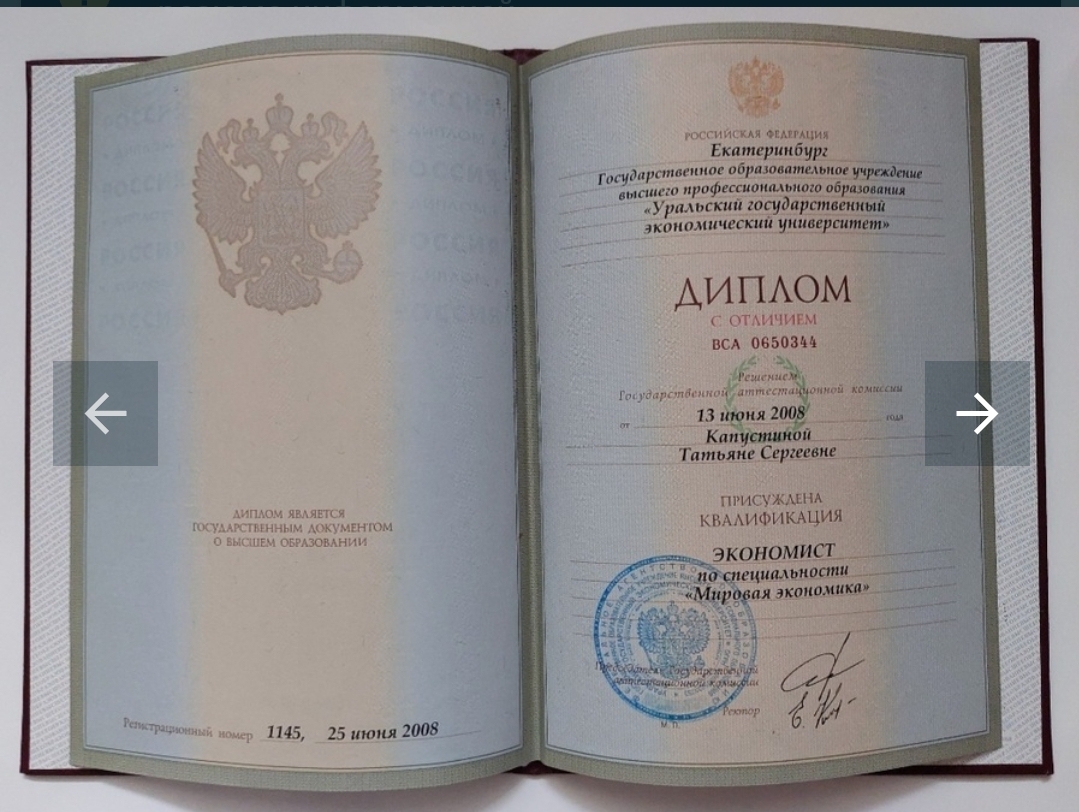 ДИПЛОМ ЯВЛЯЕТСЯ
ГОСУДАРСТВЕННЫМ ДОКУМЕНТОМ
О ВЫСШЕМ ОБРАЗОВАНИИ
Регистрационный номер 1145, 25 июня 2008
РОССИЙСКАЯ ФЕДЕРАЦИЯ
Екатеринбург
Государственное образовательное учреждение
высшего профессионального образования
«Уральский государственный
экономический университет»
ДИПЛОМ
С ОТЛИЧИЕМ
ВСА 0650344
Решением
Государственной аттестационной комиссии
от 13 июня 2008 года
Капустиной
Татьяне Сергеевне
ПРИСУЖДЕНА
КВАЛИФИКАЦИЯ
ЭКОНОМИСТ
по специальности
«Мировая экономика»
Председатель Государственной
аттестационной комиссии
Ректор
М.П.